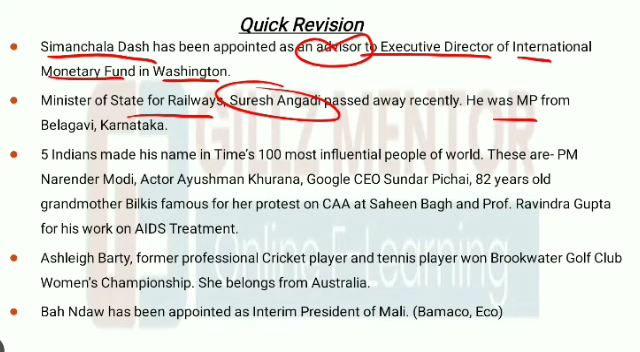 Quick Revision
Simanchala Dash has been appointed as an advisor to Executive Director of International
Monetary Fund in Washington.
Minister of State for Railways, Suresh Angadi passed away recently. He was MP from
Belagavi, Karnataka.
5 Indians made his name in Time's 100 most influential people of world. These are- PM
Narender Modi, Actor Ayushman Khurana, Google CEO Sundar Pichai, 82 years old
grandmother Bilkis famous for her protest on CAA at Saheen Bagh and Prof. Ravindra Gupta
for his work on AIDS Treatment.
Ashleigh Barty, former professional Cricket player and tennis player won Brookwater Golf Club
Women's Championship. She belongs from Australia.
Bah Ndaw has been appointed as Interim President of Mali. (Bamaco, Eco)
GILLZ MENTOR
Online E-Learning